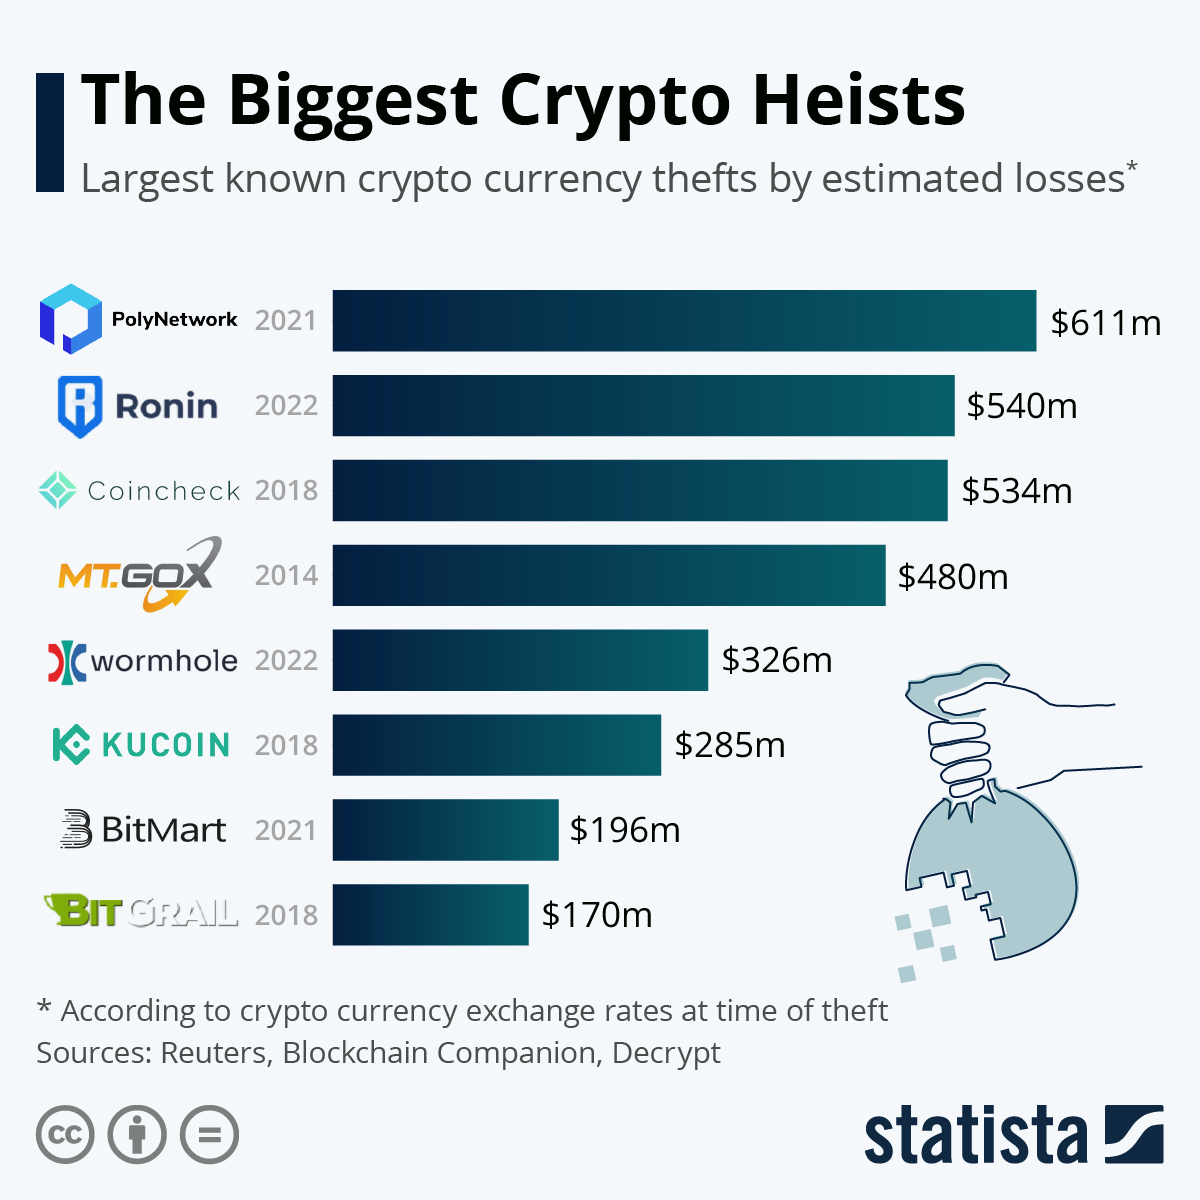 The Biggest Crypto Heists
Largest known crypto currency thefts by estimated losses*
PolyNetwork 2021 $611m
Ronin 2022 $540m
Coincheck 2018 $534m
MT.GOX 2014 $480m
wormhole 2022 $326m
KUCOIN 2018 $285m
BitMart 2021 $196m
BITGRAIL 2018 $170m
* According to crypto currency exchange rates at time of theft
Sources: Reuters, Blockchain Companion, Decrypt
cc =
statista